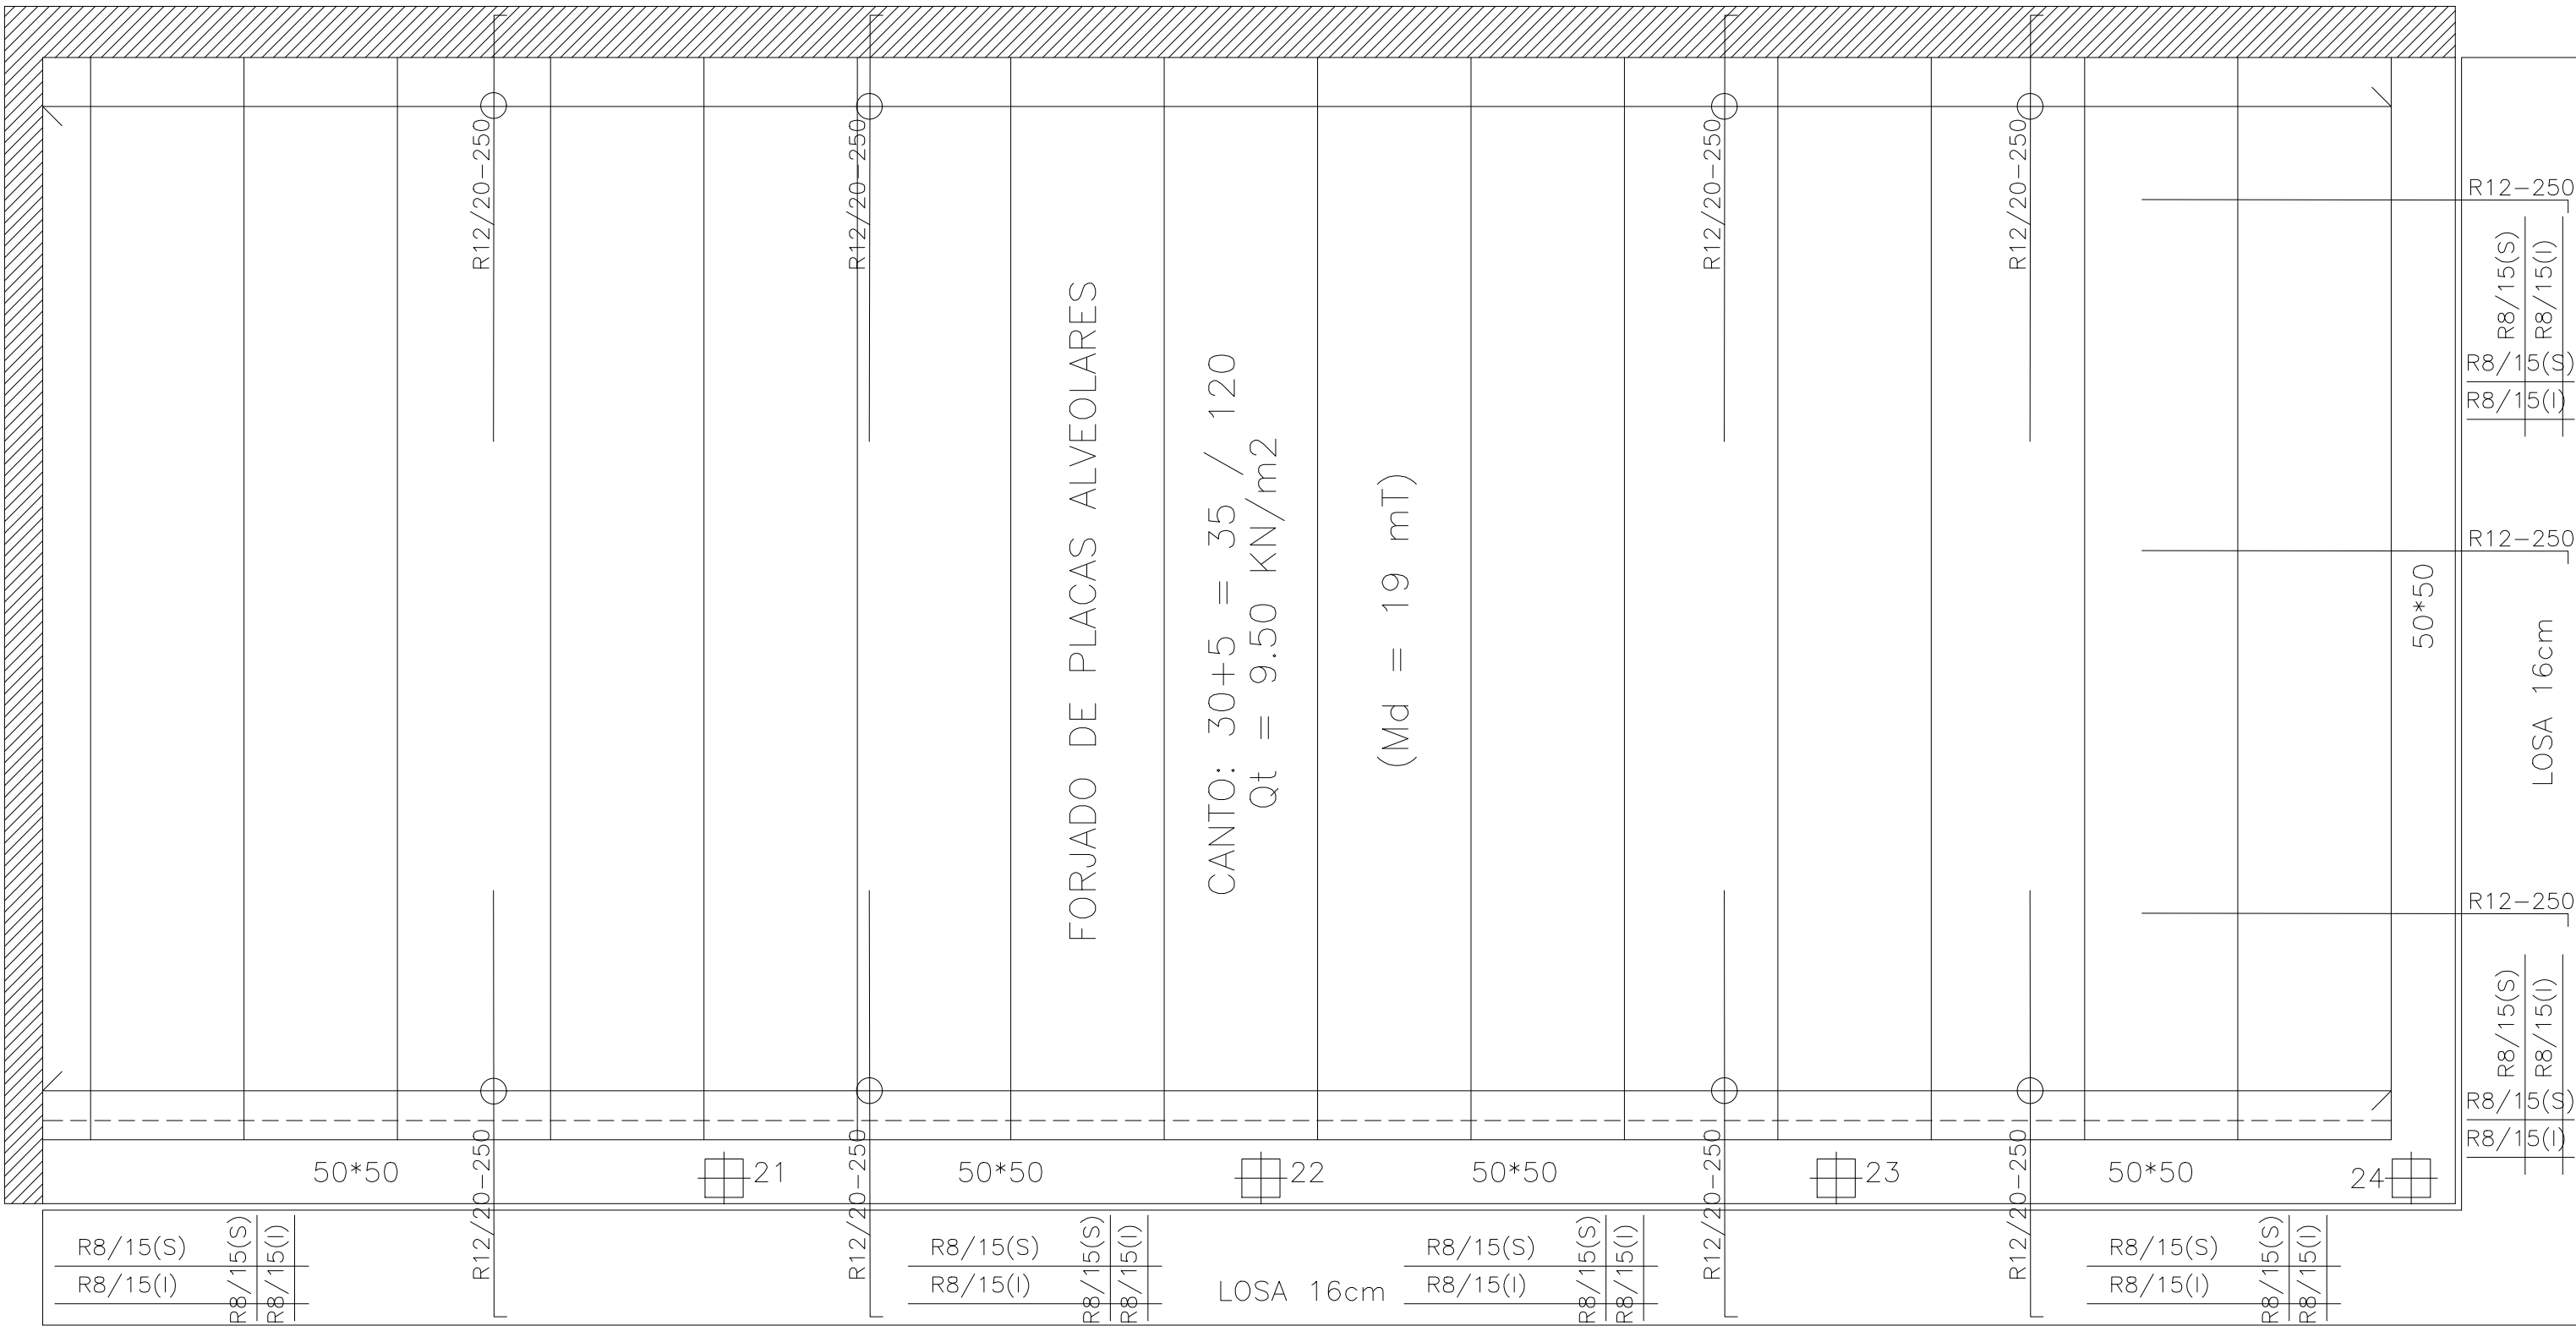 R12/20-250
R12/20-250
R12/20-250
R12/20-250
R12-250
R8/15(S)
R8/15(I)
R8/15(S)
R8/15(I)
FORJADO DE PLACAS ALVEOLARES
CANTO: 30+5 = 35 / 120
Qt = 9.50 KN/m2
(Md = 19 mT)
R12-250
50*50
LOSA 16cm
R12-250
R8/15(S)
R8/15(I)
R8/15(S)
R8/15(I)
50*50
R12/20-250
21
R12/20-250
50*50
22
50*50
R12/20-250
23
R12/20-250
50*50
24
R8/15(S)
R8/15(I)
R8/15(S)
R8/15(I)
R8/15(S)
R8/15(I)
R8/15(S)
R8/15(I)
LOSA 16cm
R8/15(S)
R8/15(I)
R8/15(S)
R8/15(I)
R8/15(S)
R8/15(I)
R8/15(S)
R8/15(I)